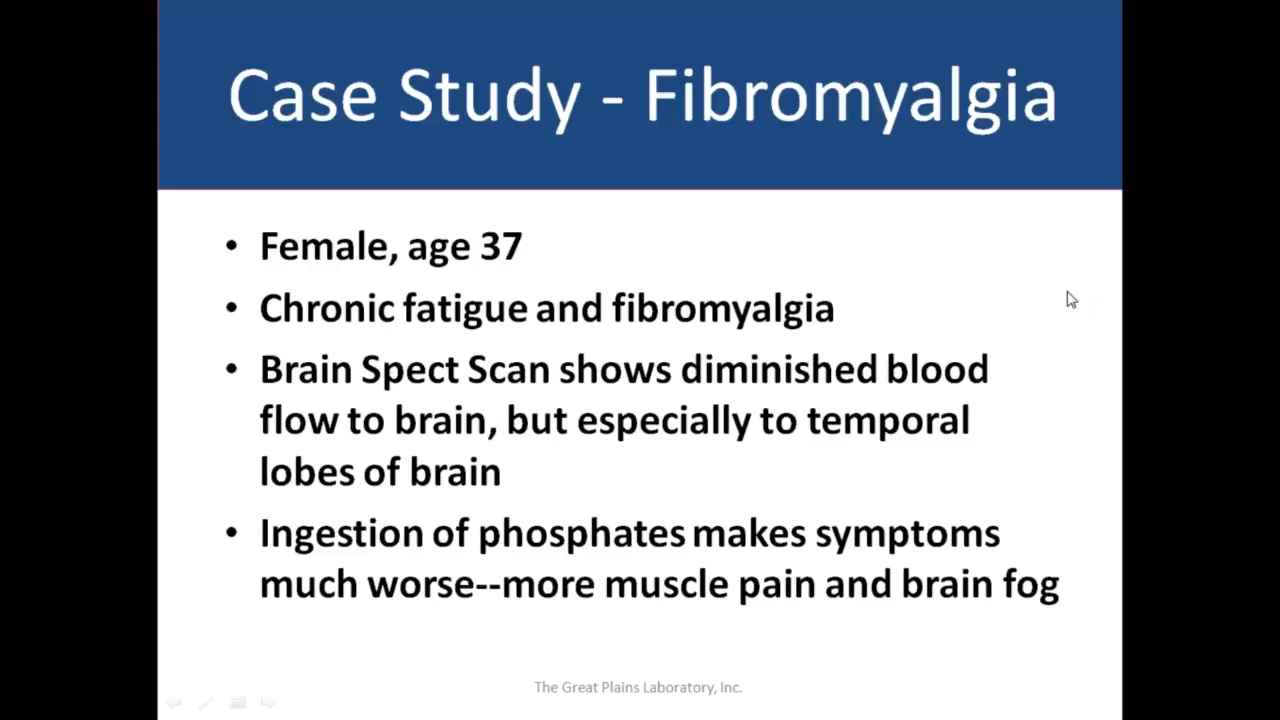 Case Study - Fibromyalgia
• Female, age 37
• Chronic fatigue and fibromyalgia
• Brain Spect Scan shows diminished blood
flow to brain, but especially to temporal
lobes of brain
• Ingestion of phosphates makes symptoms
much worse--more muscle pain and brain fog
The Great Plains Laboratory, Inc.